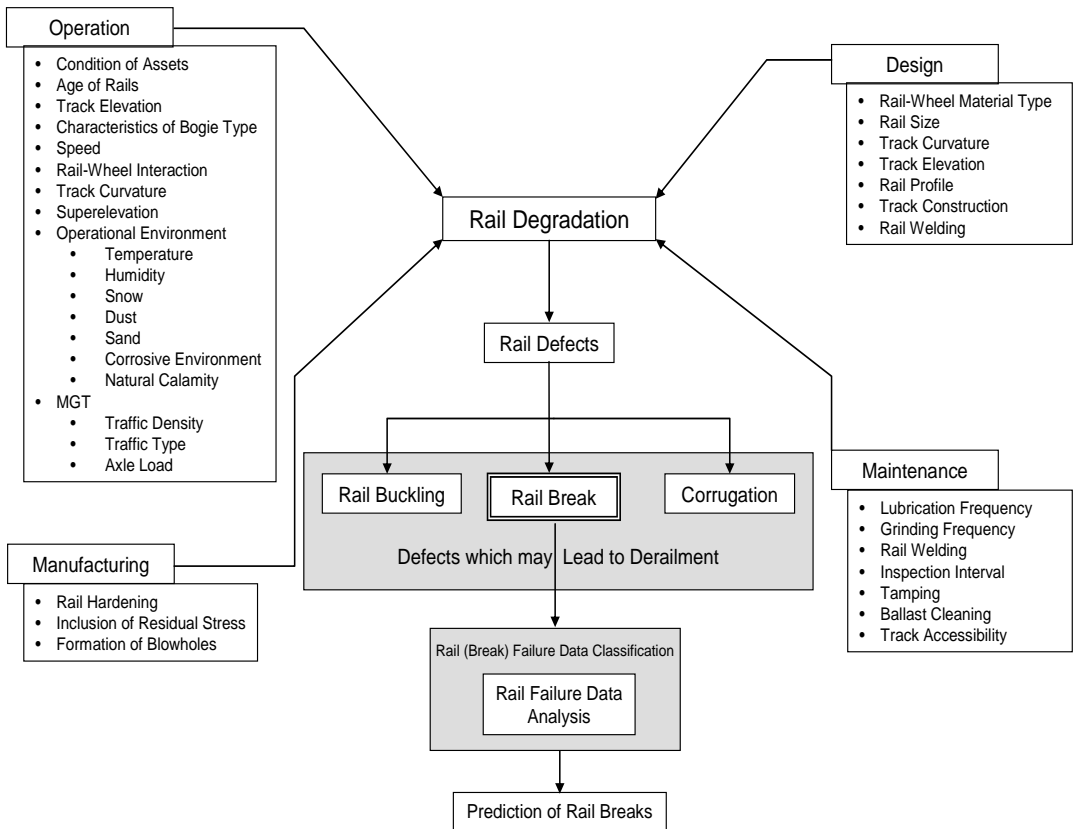 Operation
• Condition of Assets
• Age of Rails
• Track Elevation
• Characteristics of Bogie Type
• Speed
• Rail-Wheel Interaction
• Track Curvature
• Superelevation
• Operational Environment
• Temperature
• Humidity
• Snow
• Dust
• Sand
• Corrosive Environment
• Natural Calamity
• MGT
• Traffic Density
• Traffic Type
• Axle Load
Design
• Rail-Wheel Material Type
• Rail Size
• Track Curvature
• Track Elevation
• Rail Profile
• Track Construction
• Rail Welding
Rail Degradation
Rail Defects
Rail Buckling
Rail Break
Corrugation
Defects which may Lead to Derailment
Manufacturing
• Rail Hardening
• Inclusion of Residual Stress
• Formation of Blowholes
Maintenance
• Lubrication Frequency
• Grinding Frequency
• Rail Welding
• Inspection Interval
• Tamping
• Ballast Cleaning
• Track Accessibility
Rail (Break) Failure Data Classification
Rail Failure Data
Analysis
Prediction of Rail Breaks